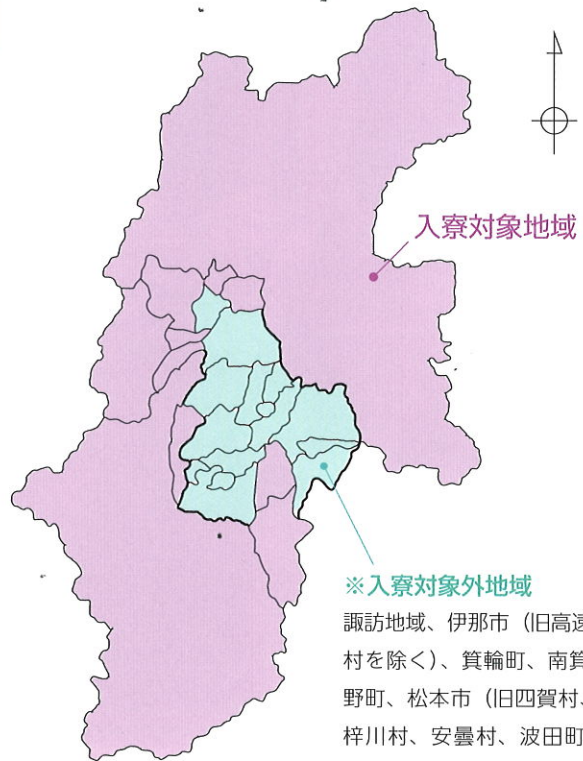 入寮対象地域
※入寮対象外地域
諏訪地域、伊那市（旧高遠
村を除く）、箕輪町、南箕
野町、松本市（旧四賀村、
梓川村、安曇村、波田町